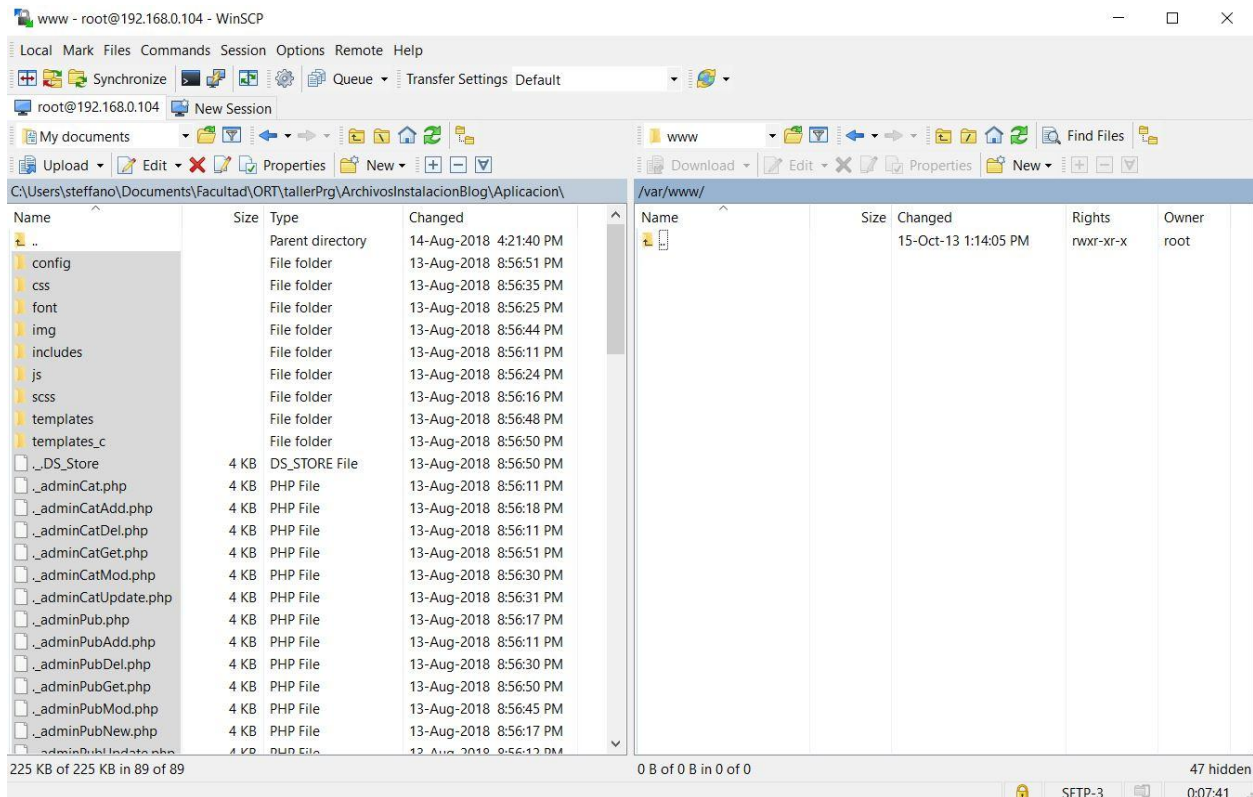 www - root@192.168.0.104 - WinSCP
Local Mark Files Commands Session Options Remote Help
Synchronize Queue Transfer Settings Default
root@192.168.0.104 New Session
My documents
www Find Files
Upload Edit Properties New
Download Edit Properties New
C:\Users\steffano\Documents\Facultad\ORT\tallerPrg\ArchivosInstalacionBlog\Aplicacion\
/var/www/
Name Size Type Changed
Name Size Changed Rights Owner
.. Parent directory 14-Aug-2018 4:21:40 PM
.. 15-Oct-13 1:14:05 PM rwxr-xr-x root
config File folder 13-Aug-2018 8:56:51 PM
css File folder 13-Aug-2018 8:56:35 PM
font File folder 13-Aug-2018 8:56:25 PM
img File folder 13-Aug-2018 8:56:44 PM
includes File folder 13-Aug-2018 8:56:11 PM
js File folder 13-Aug-2018 8:56:24 PM
scss File folder 13-Aug-2018 8:56:16 PM
templates File folder 13-Aug-2018 8:56:48 PM
templates_c File folder 13-Aug-2018 8:56:50 PM
._.DS_Store 4 KB DS_STORE File 13-Aug-2018 8:56:50 PM
._adminCat.php 4 KB PHP File 13-Aug-2018 8:56:11 PM
._adminCatAdd.php 4 KB PHP File 13-Aug-2018 8:56:18 PM
._adminCatDel.php 4 KB PHP File 13-Aug-2018 8:56:11 PM
._adminCatGet.php 4 KB PHP File 13-Aug-2018 8:56:51 PM
._adminCatMod.php 4 KB PHP File 13-Aug-2018 8:56:30 PM
._adminCatUpdate.php 4 KB PHP File 13-Aug-2018 8:56:31 PM
._adminPub.php 4 KB PHP File 13-Aug-2018 8:56:17 PM
._adminPubAdd.php 4 KB PHP File 13-Aug-2018 8:56:11 PM
._adminPubDel.php 4 KB PHP File 13-Aug-2018 8:56:30 PM
._adminPubGet.php 4 KB PHP File 13-Aug-2018 8:56:50 PM
._adminPubMod.php 4 KB PHP File 13-Aug-2018 8:56:45 PM
._adminPubNew.php 4 KB PHP File 13-Aug-2018 8:56:17 PM
._adminPubUpdate.php 4 KB PHP File 13-Aug-2018 8:56:12 PM
225 KB of 225 KB in 89 of 89
0 B of 0 B in 0 of 0 47 hidden
SFTP-3 0:07:41